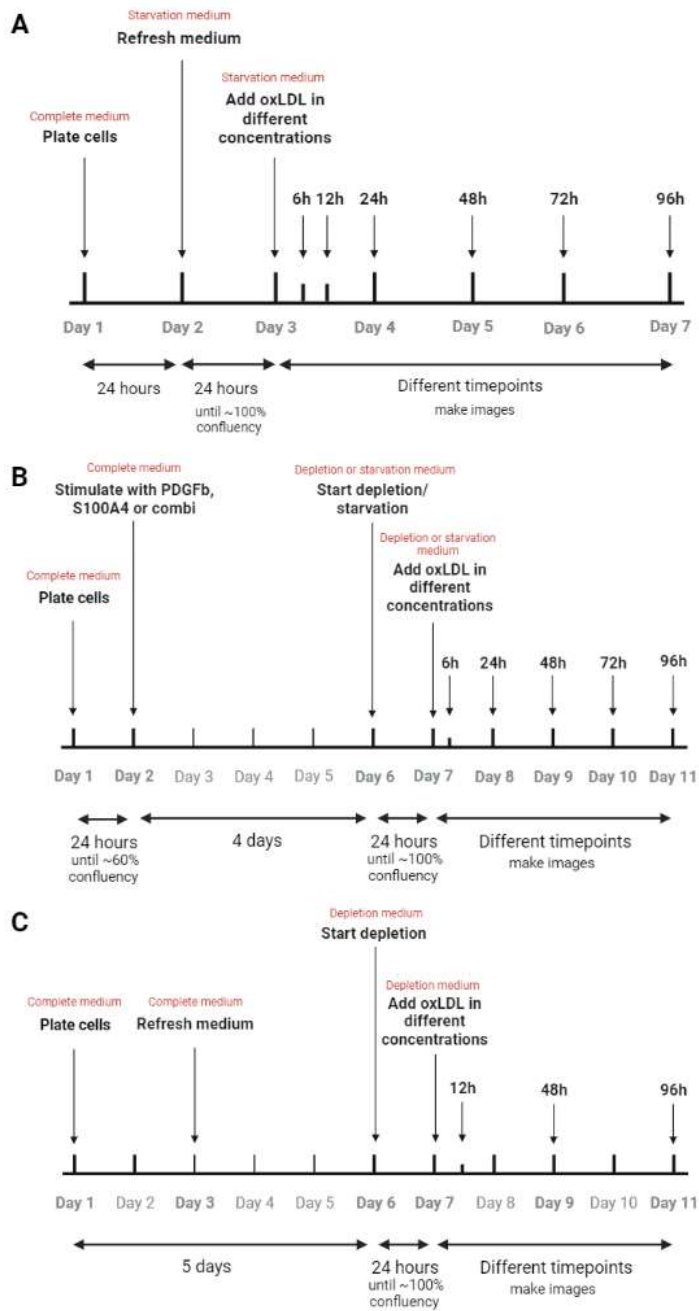 A
Starvation medium
Refresh medium
Starvation medium
Add oxLDL in
different
concentrations
Complete medium
Plate cells
6h 12h 24h 48h 72h 96h
Day 1 Day 2 Day 3 Day 4 Day 5 Day 6 Day 7
24 hours
24 hours
until ~100%
confluency
Different timepoints
make images
B
Complete medium
Stimulate with PDGFb,
S100A4 or combi
Depletion or starvation medium
Start depletion/
starvation
Depletion or starvation
medium
Add oxLDL in
different
concentrations
Complete medium
Plate cells
6h 24h 48h 72h 96h
Day 1 Day 2 Day 3 Day 4 Day 5 Day 6 Day 7 Day 8 Day 9 Day 10 Day 11
24 hours
until ~60%
confluency
4 days
24 hours
until ~100%
confluency
Different timepoints
make images
C
Depletion medium
Start depletion
Complete medium
Plate cells
Complete medium
Refresh medium
Depletion medium
Add oxLDL in
different
concentrations
12h 48h 96h
Day 1 Day 2 Day 3 Day 4 Day 5 Day 6 Day 7 Day 8 Day 9 Day 10 Day 11
5 days
24 hours
until ~100%
confluency
Different timepoints
make images